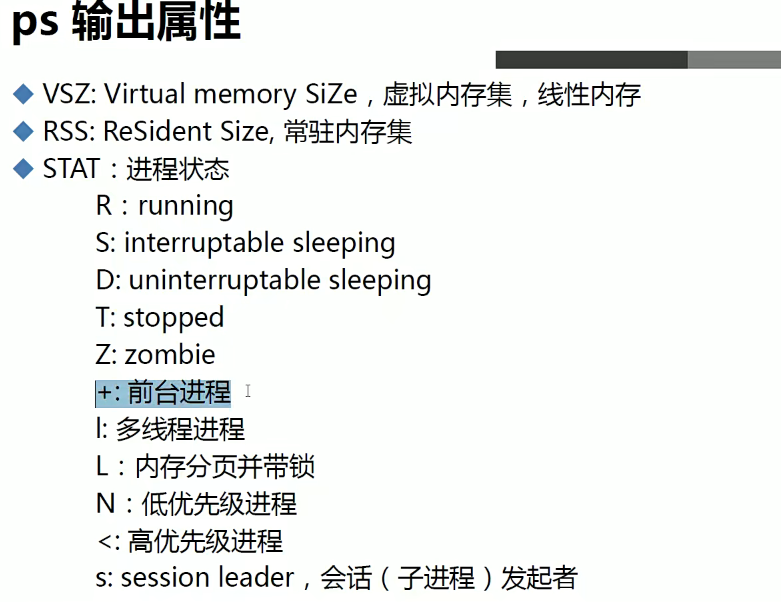 ps 输出属性
VSZ: Virtual memory SiZe，虚拟内存集，线性内存
RSS: ReSident Size, 常驻内存集
STAT：进程状态
R：running
S: interruptable sleeping
D: uninterruptable sleeping
T: stopped
Z: zombie
+: 前台进程
l: 多线程进程
L：内存分页并带锁
N：低优先级进程
<: 高优先级进程
s: session leader，会话（子进程）发起者